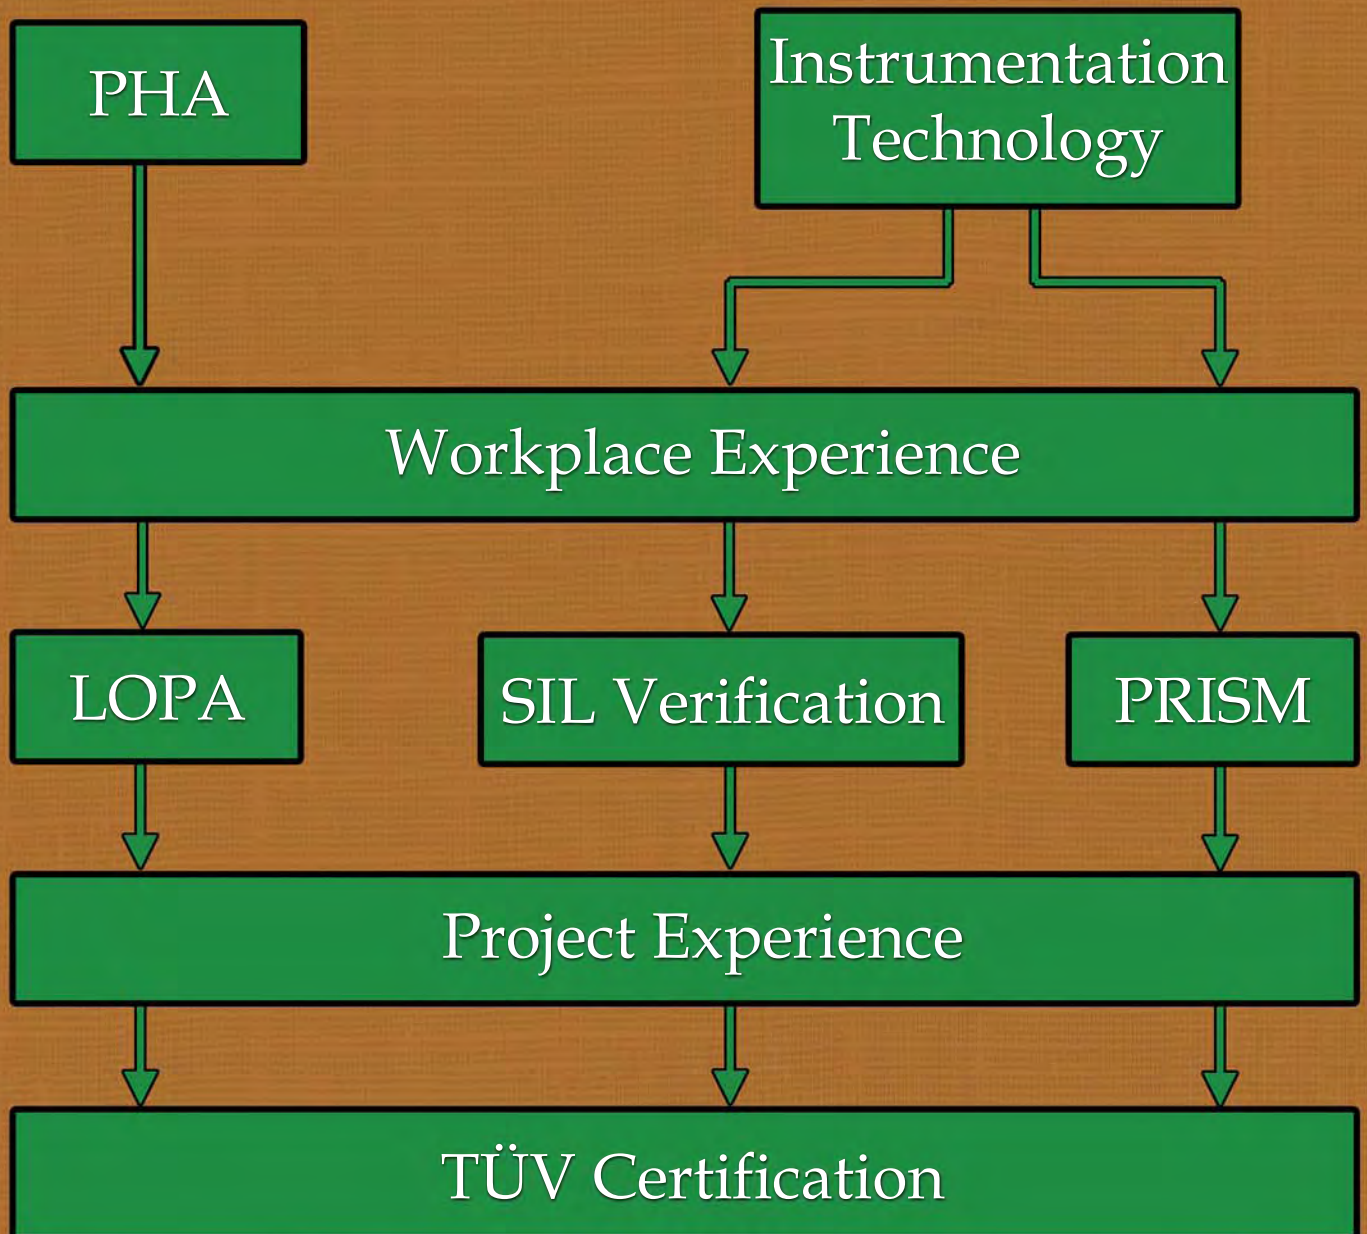 PHA
Instrumentation
Technology
Workplace Experience
LOPA
SIL Verification
PRISM
Project Experience
TÜV Certification